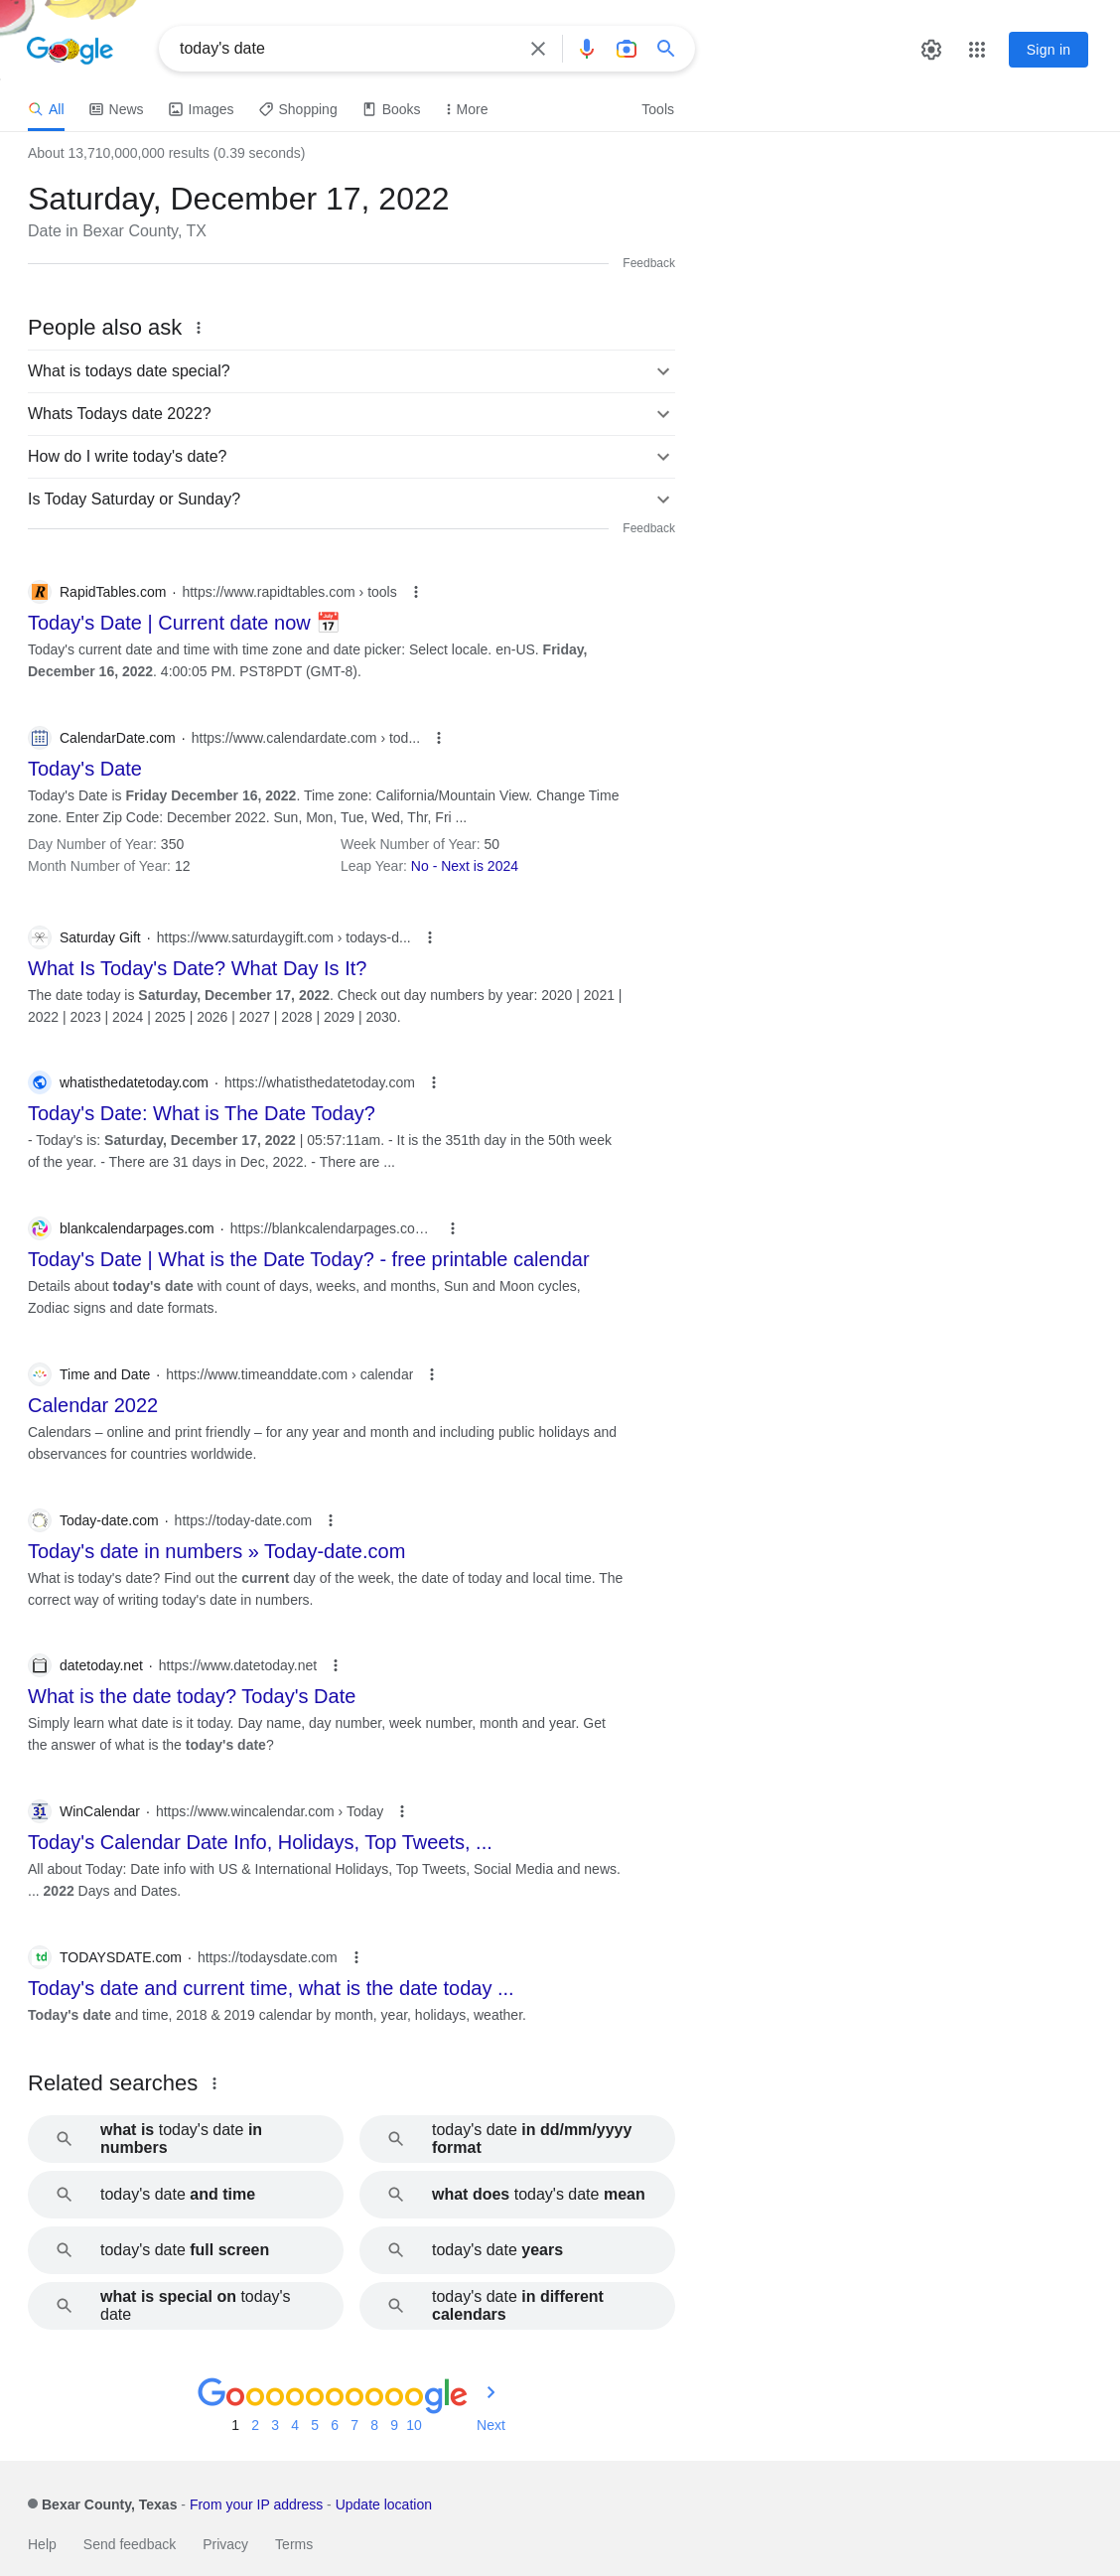 Google
today's date
Sign in
All News Images Shopping Books More Tools
About 13,710,000,000 results (0.39 seconds)
Saturday, December 17, 2022
Date in Bexar County, TX
Feedback
People also ask
What is todays date special?
Whats Todays date 2022?
How do I write today's date?
Is Today Saturday or Sunday?
Feedback
RapidTables.com · https://www.rapidtables.com › tools
Today's Date | Current date now 📅
Today's current date and time with time zone and date picker: Select locale. en-US. Friday,
December 16, 2022. 4:00:05 PM. PST8PDT (GMT-8).
CalendarDate.com · https://www.calendardate.com › tod...
Today's Date
Today's Date is Friday December 16, 2022. Time zone: California/Mountain View. Change Time
zone. Enter Zip Code: December 2022. Sun, Mon, Tue, Wed, Thr, Fri ...
Day Number of Year: 350 Week Number of Year: 50
Month Number of Year: 12 Leap Year: No - Next is 2024
Saturday Gift · https://www.saturdaygift.com › todays-d...
What Is Today's Date? What Day Is It?
The date today is Saturday, December 17, 2022. Check out day numbers by year: 2020 | 2021 |
2022 | 2023 | 2024 | 2025 | 2026 | 2027 | 2028 | 2029 | 2030.
whatisthedatetoday.com · https://whatisthedatetoday.com
Today's Date: What is The Date Today?
- Today's is: Saturday, December 17, 2022 | 05:57:11am. - It is the 351th day in the 50th week
of the year. - There are 31 days in Dec, 2022. - There are ...
blankcalendarpages.com · https://blankcalendarpages.co…
Today's Date | What is the Date Today? - free printable calendar
Details about today's date with count of days, weeks, and months, Sun and Moon cycles,
Zodiac signs and date formats.
Time and Date · https://www.timeanddate.com › calendar
Calendar 2022
Calendars – online and print friendly – for any year and month and including public holidays and
observances for countries worldwide.
Today-date.com · https://today-date.com
Today's date in numbers » Today-date.com
What is today's date? Find out the current day of the week, the date of today and local time. The
correct way of writing today's date in numbers.
datetoday.net · https://www.datetoday.net
What is the date today? Today's Date
Simply learn what date is it today. Day name, day number, week number, month and year. Get
the answer of what is the today's date?
31 WinCalendar · https://www.wincalendar.com › Today
Today's Calendar Date Info, Holidays, Top Tweets, ...
All about Today: Date info with US & International Holidays, Top Tweets, Social Media and news.
... 2022 Days and Dates.
td TODAYSDATE.com · https://todaysdate.com
Today's date and current time, what is the date today ...
Today's date and time, 2018 & 2019 calendar by month, year, holidays, weather.
Related searches
what is today's date in
numbers
today's date in dd/mm/yyyy
format
today's date and time
what does today's date mean
today's date full screen
today's date years
what is special on today's
date
today's date in different
calendars
Goooooooooogle
1 2 3 4 5 6 7 8 9 10 Next
Bexar County, Texas - From your IP address - Update location
Help Send feedback Privacy Terms